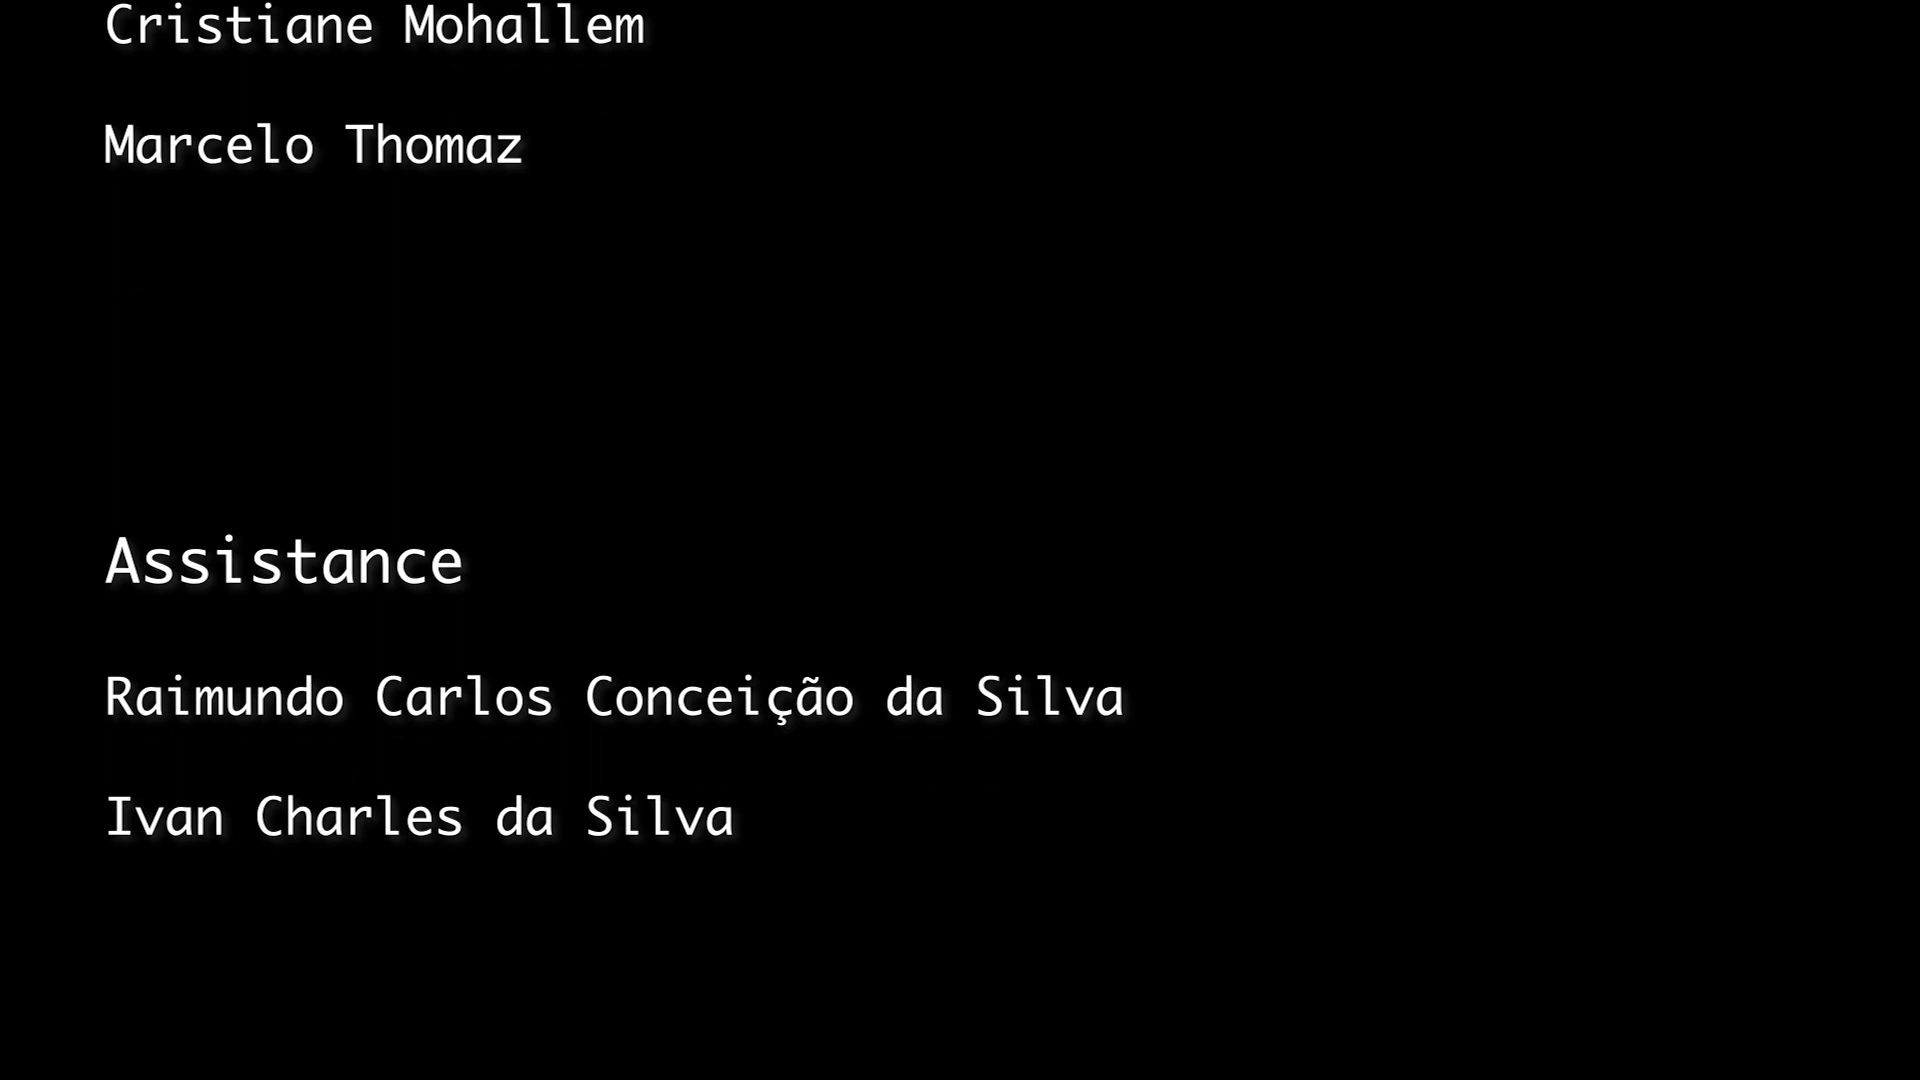 Cristiane Mohallem
Marcelo Thomaz
Assistance
Raimundo Carlos Conceição da Silva
Ivan Charles da Silva